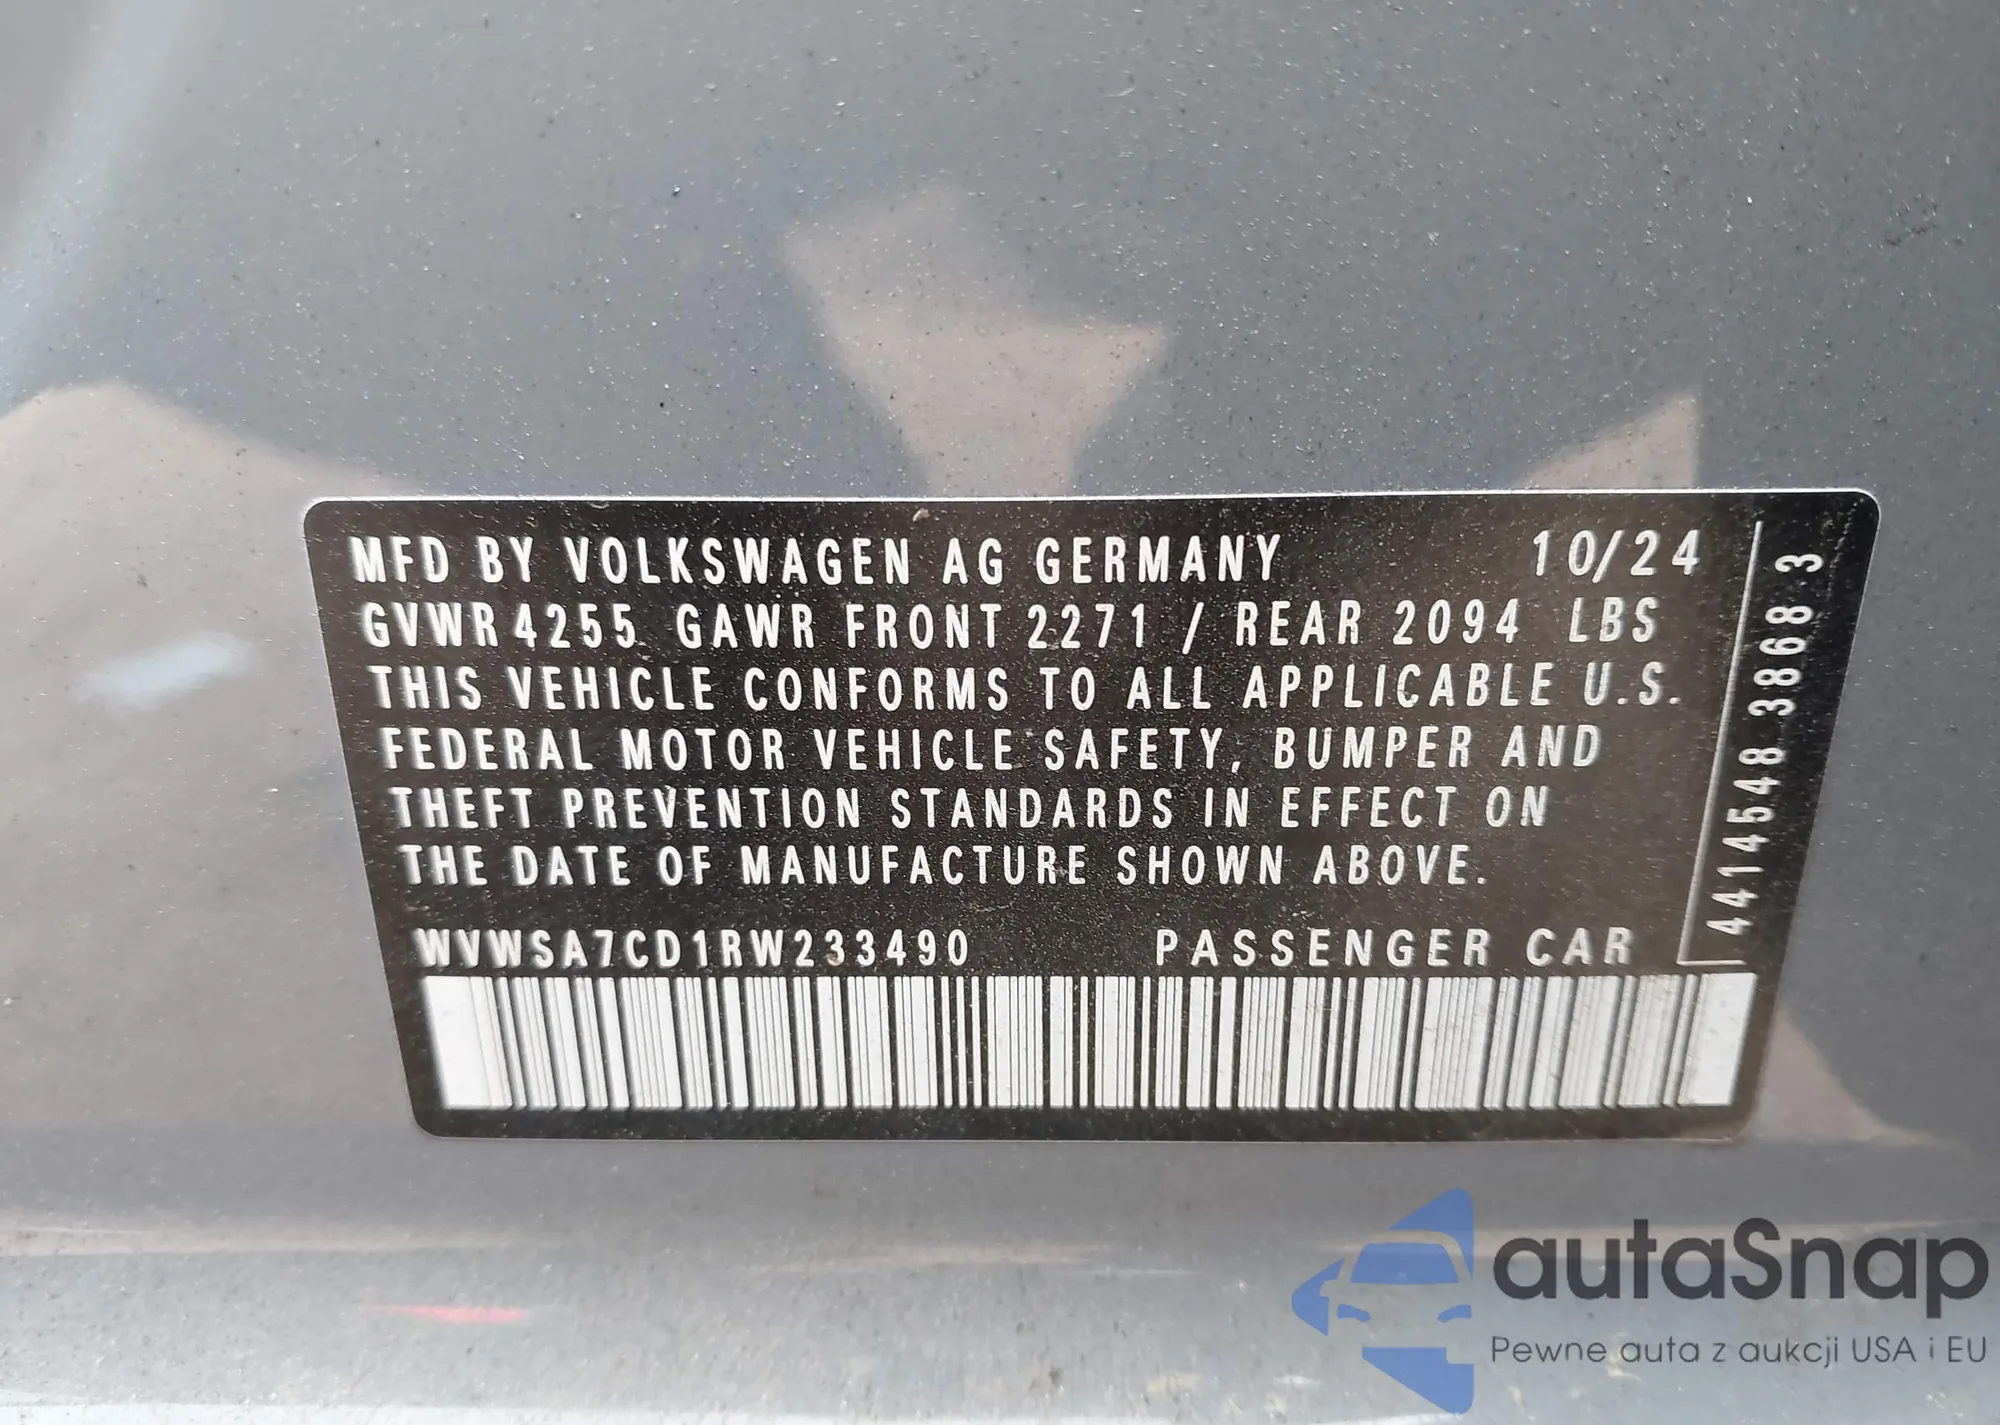 MFD BY VOLKSWAGEN AG GERMANY 10/24
GVWR 4255 GAWR FRONT 2271 / REAR 2094 LBS
THIS VEHICLE CONFORMS TO ALL APPLICABLE U.S.
FEDERAL MOTOR VEHICLE SAFETY, BUMPER AND
THEFT PREVENTION STANDARDS IN EFFECT ON
THE DATE OF MANUFACTURE SHOWN ABOVE.
WVWSA7CD1RW233490 PASSENGER CAR
4414548 3868 3
autaSnap
Pewne auta z aukcji USA i EU